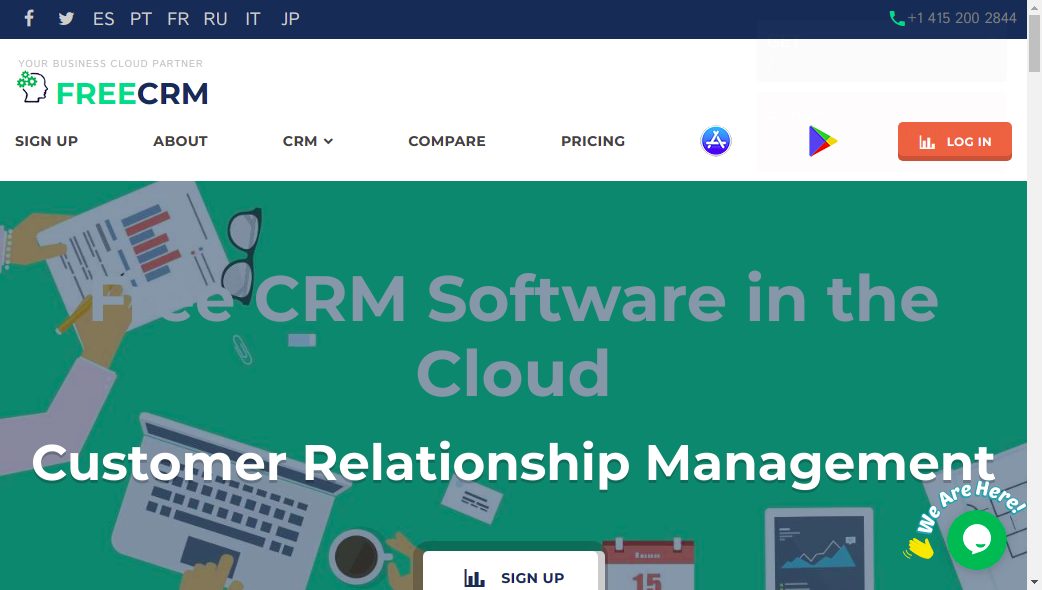 ES PT FR RU IT JP
+1 415 200 2844
YOUR BUSINESS CLOUD PARTNER
FREECRM
SIGN UP
ABOUT
CRM
COMPARE
PRICING
LOG IN
Free CRM Software in the
Cloud
Customer Relationship Management
We Are Here!
SIGN UP
15